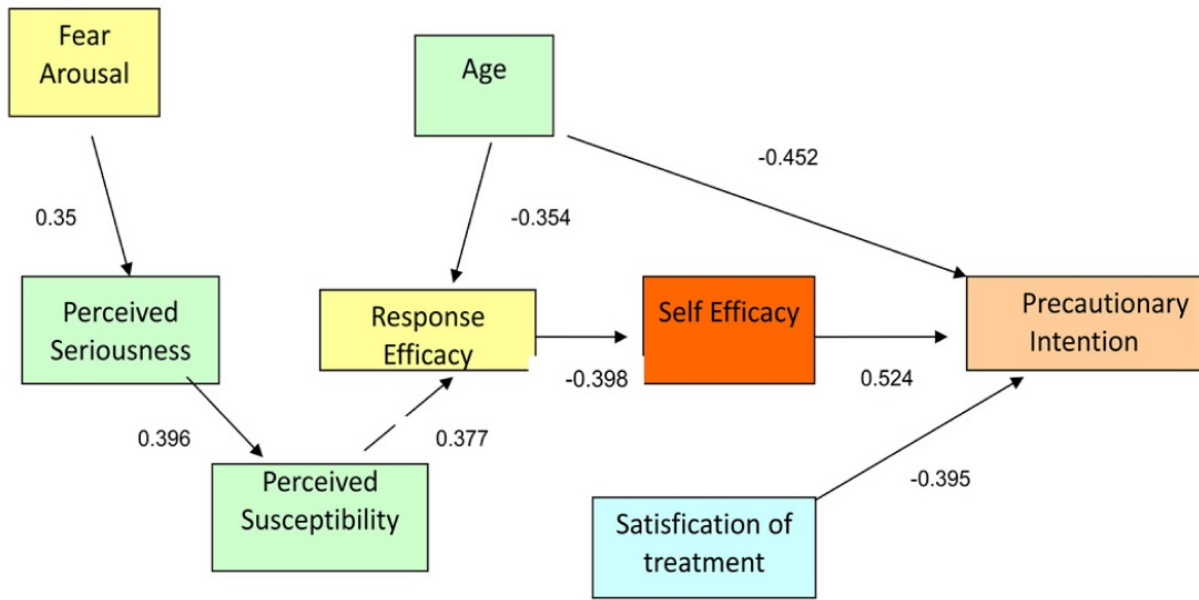 Fear
Arousal
Age
-0.452
0.35
-0.354
Perceived
Seriousness
Response
Efficacy
Self Efficacy
Precautionary
Intention
-0.398
0.524
0.396
0.377
Perceived
Susceptibility
-0.395
Satisfication of
treatment